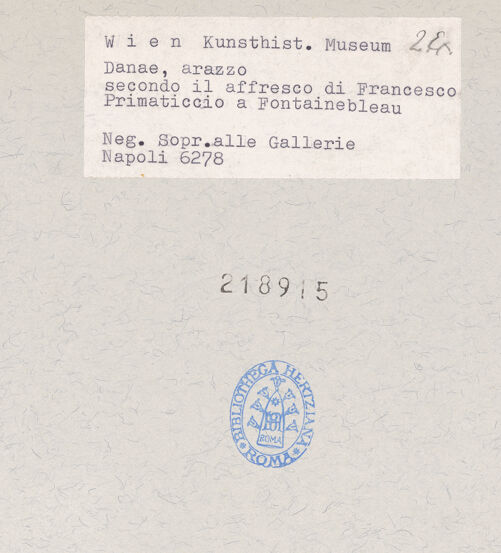 W i e n Kunsthist. Museum
Danae, arazzo
secondo il affresco di Francesco
Primaticcio a Fontainebleau
Neg. Sopr.alle Gallerie
Napoli 6278
218915
BIBLIOTHECA HERTZIANA
ROMA
ROMA